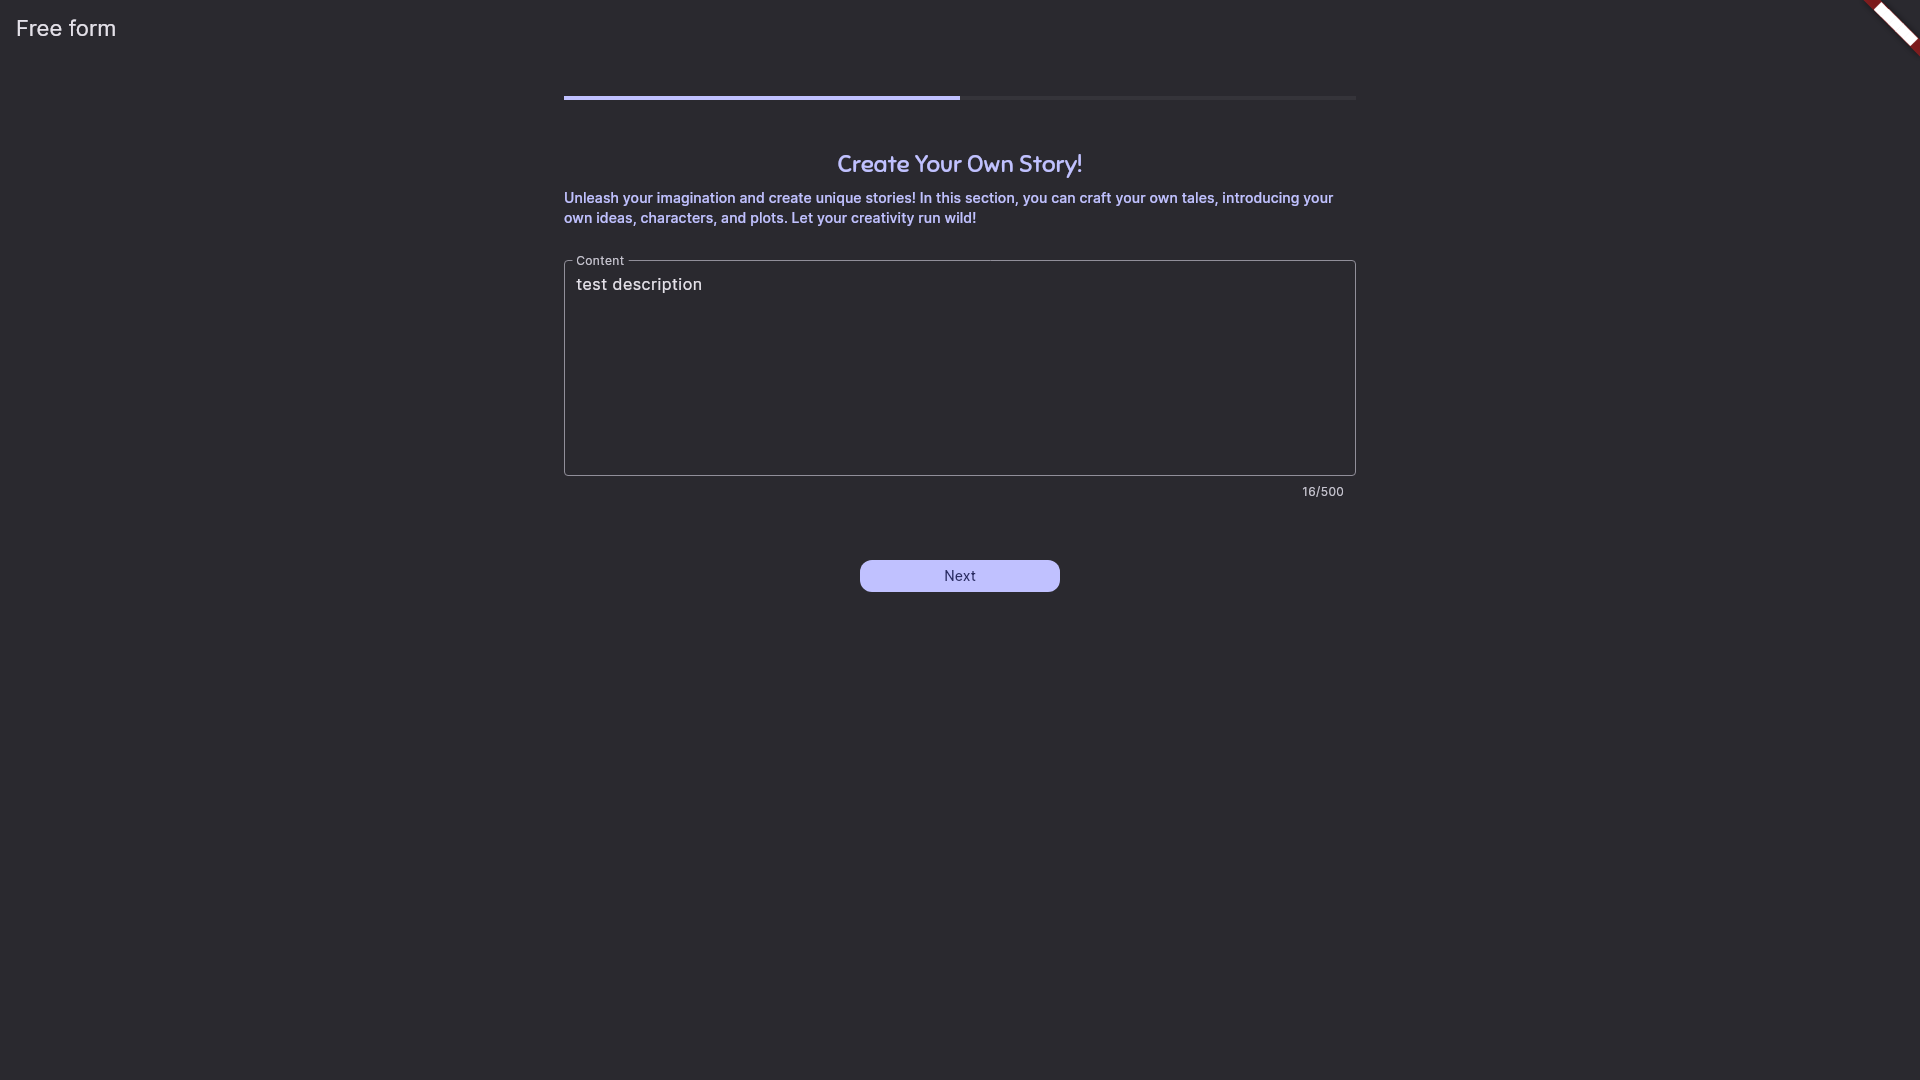 Free form
Create Your Own Story!
Unleash your imagination and create unique stories! In this section, you can craft your own tales, introducing your
own ideas, characters, and plots. Let your creativity run wild!
Content
test description
16/500
Next